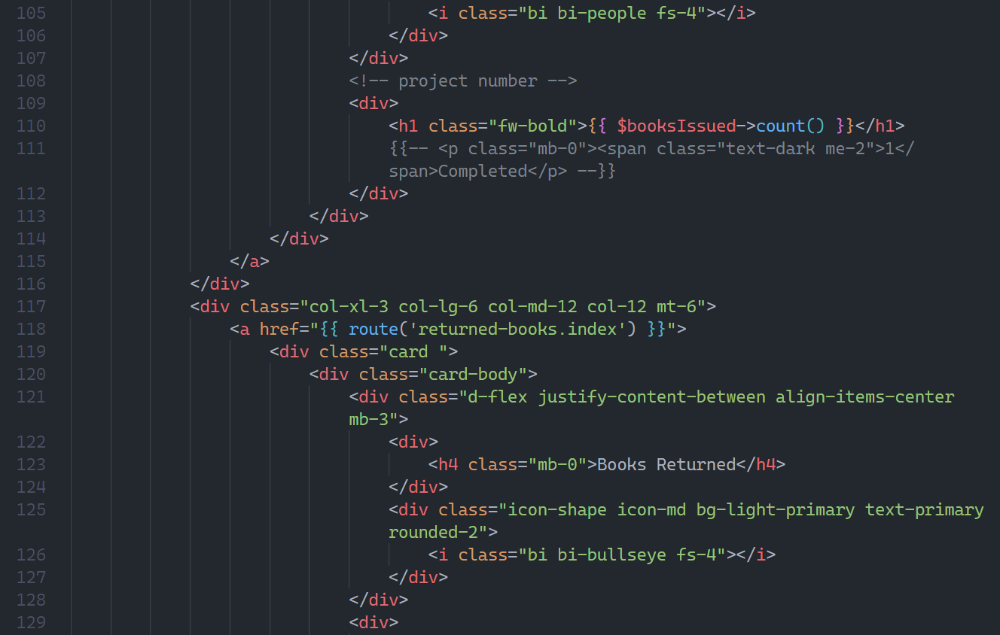 105 <i class="bi bi-people fs-4"></i>
106 </div>
107 </div>
108 <!-- project number -->
109 <div>
110 <h1 class="fw-bold">{{ $booksIssued->count() }}</h1>
111 {{-- <p class="mb-0"><span class="text-dark me-2">1</
span>Completed</p> --}}
112 </div>
113 </div>
114 </div>
115 </a>
116 </div>
117 <div class="col-xl-3 col-lg-6 col-md-12 col-12 mt-6">
118 <a href="{{ route('returned-books.index') }}">
119 <div class="card ">
120 <div class="card-body">
121 <div class="d-flex justify-content-between align-items-center
mb-3">
122 <div>
123 <h4 class="mb-0">Books Returned</h4>
124 </div>
125 <div class="icon-shape icon-md bg-light-primary text-primary
rounded-2">
126 <i class="bi bi-bullseye fs-4"></i>
127 </div>
128 </div>
129 <div>